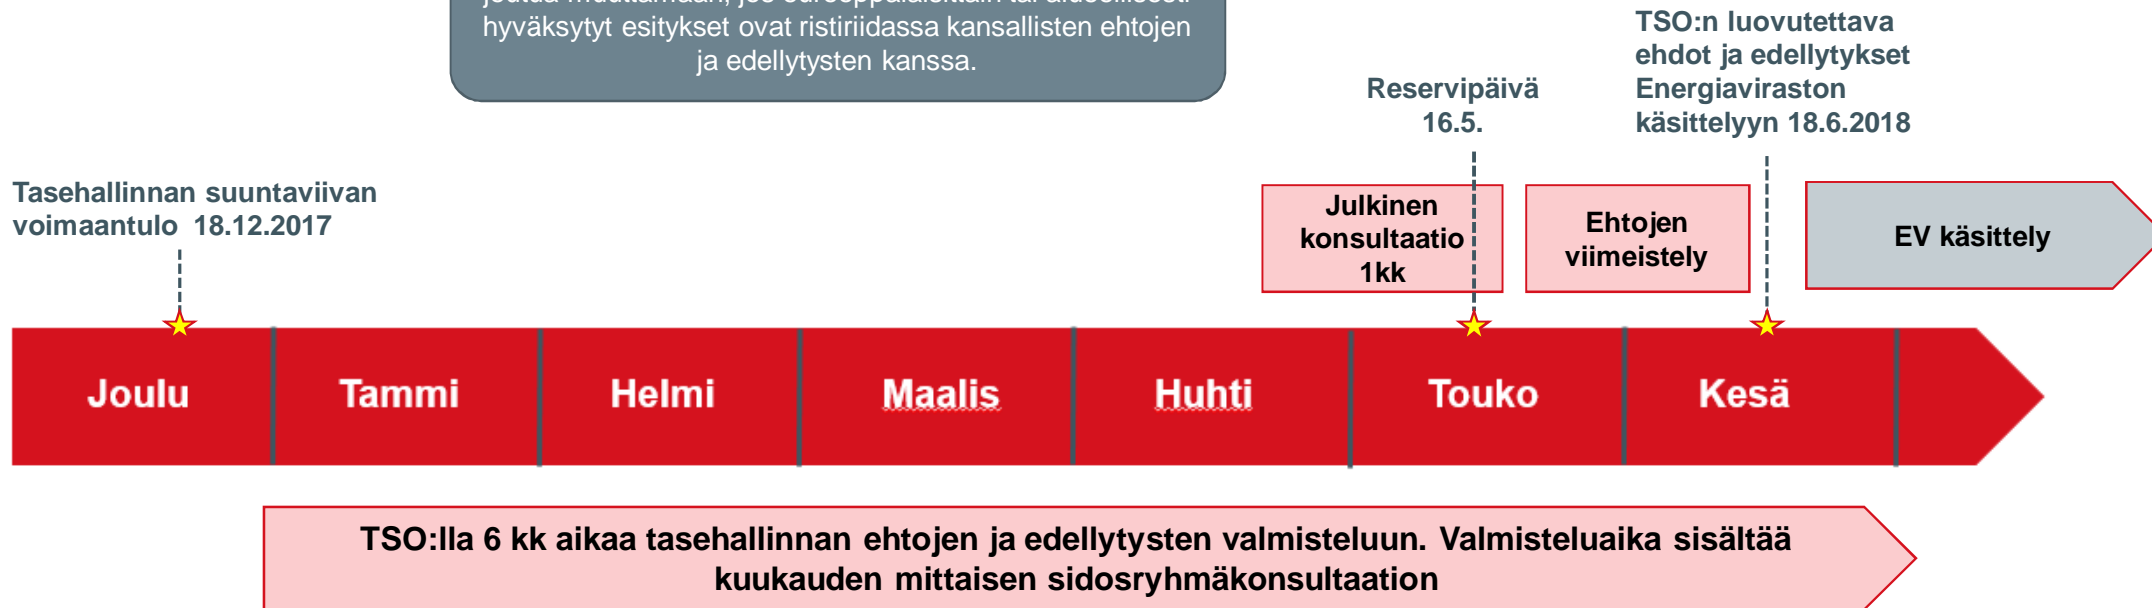 hyväksytyt esitykset ovat ristiriidassa kansallisten ehtojen
ja edellytysten kanssa.
TSO:n luovutettava
ehdot ja edellytykset
Energiaviraston
käsittelyyn 18.6.2018
Reservipäivä
16.5.
Tasehallinnan suuntaviivan
voimaantulo 18.12.2017
Julkinen
konsultaatio
1kk
Ehtojen
viimeistely
EV käsittely
Joulu
Tammi
Helmi
Maalis
Huhti
Touko
Kesä
TSO:lla 6 kk aikaa tasehallinnan ehtojen ja edellytysten valmisteluun. Valmisteluaika sisältää
kuukauden mittaisen sidosryhmäkonsultaation